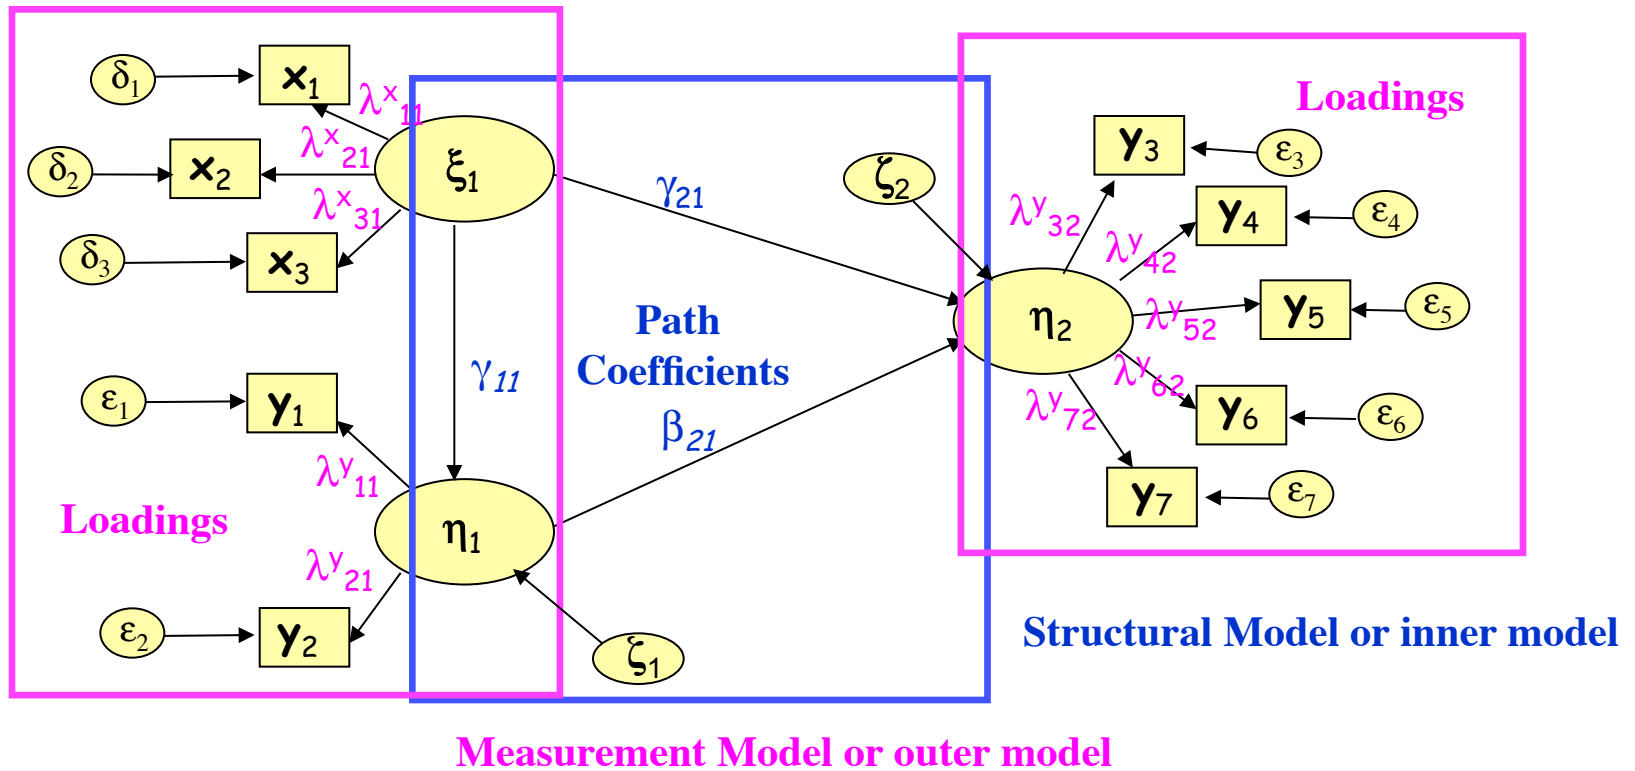 δ₁
x₁
λˣ₁₁
δ₂
x₂
λˣ₂₁
ξ₁
λˣ₃₁
δ₃
x₃
γ₂₁
ζ₂
Loadings
y₃
ε₃
λʸ₃₂
y₄
ε₄
λʸ₄₂
η₂
λʸ₅₂
y₅
ε₅
λʸ₆₂
y₆
ε₆
λʸ₇₂
y₇
ε₇
Path
Coefficients
γ₁₁
β₂₁
ε₁
y₁
λʸ₁₁
Loadings
η₁
λʸ₂₁
ε₂
y₂
ζ₁
Structural Model or inner model
Measurement Model or outer model